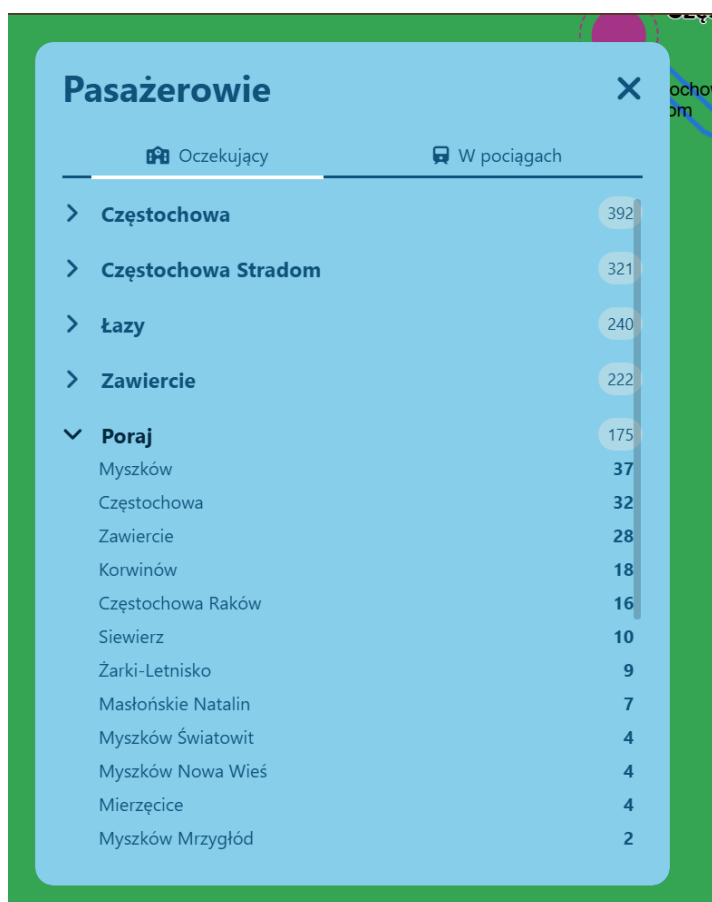 Pasażerowie
Oczekujący W pociągach
Częstochowa 392
Częstochowa Stradom 321
Łazy 240
Zawiercie 222
Poraj 175
Myszków 37
Częstochowa 32
Zawiercie 28
Korwinów 18
Częstochowa Raków 16
Siewierz 10
Żarki-Letnisko 9
Masłońskie Natalin 7
Myszków Światowit 4
Myszków Nowa Wieś 4
Mierzęcice 4
Myszków Mrzygłód 2